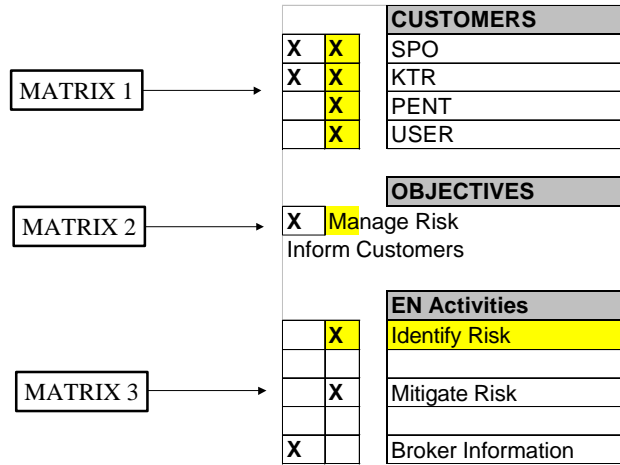 CUSTOMERS
X X SPO
X X KTR
MATRIX 1
X PENT
X USER
OBJECTIVES
MATRIX 2
X Manage Risk
Inform Customers
EN Activities
X Identify Risk
MATRIX 3
X Mitigate Risk
X Broker Information